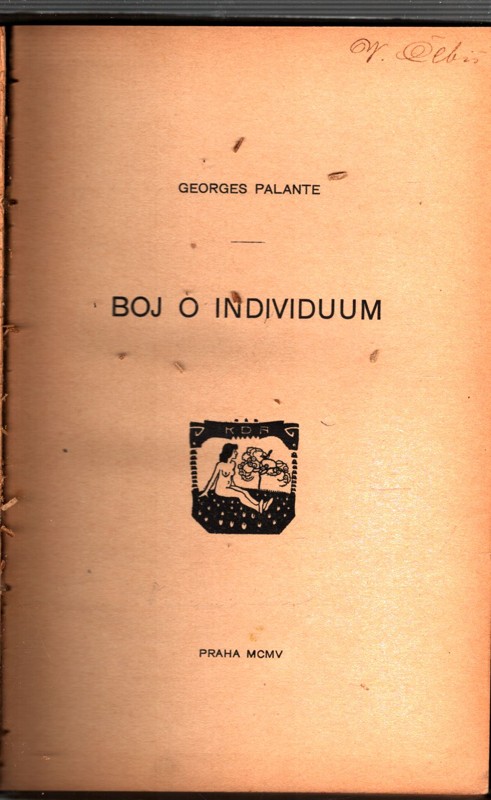 GEORGES PALANTE
BOJ O INDIVIDUUM
PRAHA MCMV